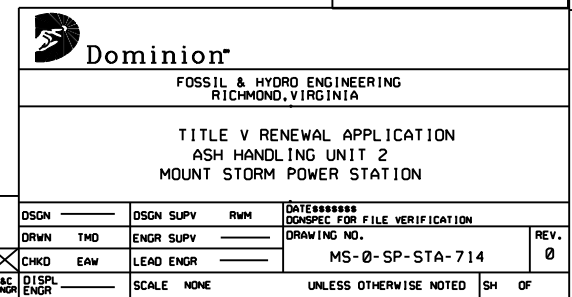 Dominion
FOSSIL & HYDRO ENGINEERING
RICHMOND,VIRGINIA
TITLE V RENEWAL APPLICATION
ASH HANDLING UNIT 2
MOUNT STORM POWER STATION
DSGN DSGN SUPV RWM DATE$$$$$$$
DGNSPEC FOR FILE VERIFICATION
DRWN TMD ENGR SUPV DRAWING NO. REV.
CHKD EAW LEAD ENGR MS-0-SP-STA-714 0
&C DISPL
NGR ENGR SCALE NONE UNLESS OTHERWISE NOTED SH OF